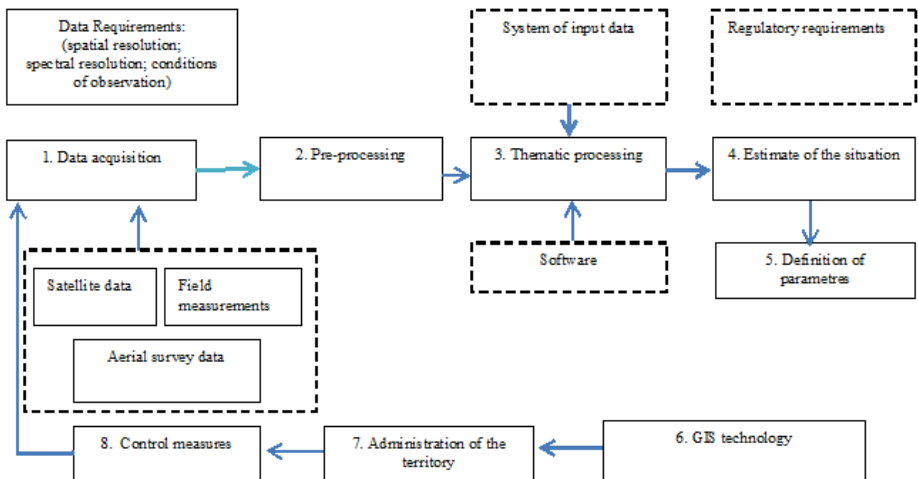 Data Requirements:
(spatial resolution;
spectral resolution; conditions
of observation)
System of input data
Regulatory requirements
1. Data acquisition
2. Pre-processing
3. Thematic processing
4. Estimate of the situation
Software
5. Definition of
parametres
Satellite data
Field
measurements
Aerial survey data
8. Control measures
7. Administration of the
territory
6. GIS technology